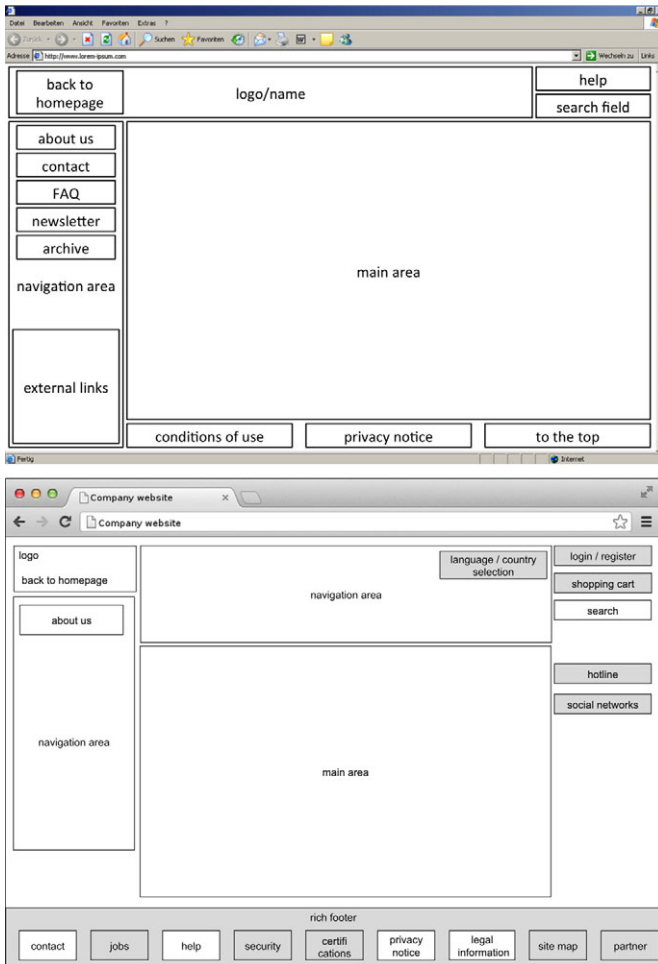 Datei Bearbeiten Ansicht Favoriten Extras ?
Zurück Suchen Favoriten
Adresse http://www.lorem-ipsum.com Wechseln zu Links
back to
homepage
logo/name
help
search field
about us
contact
FAQ
newsletter
archive
navigation area
main area
external links
conditions of use
privacy notice
to the top
Fertig Internet
Company website
Company website
logo
back to homepage
language / country
selection
navigation area
login / register
shopping cart
search
about us
hotline
social networks
navigation area
main area
rich footer
contact
jobs
help
security
certifi
cations
privacy
notice
legal
information
site map
partner